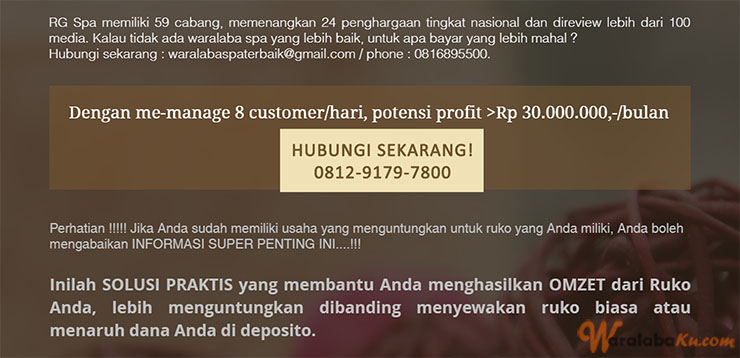 RG Spa memiliki 59 cabang, memenangkan 24 penghargaan tingkat nasional dan direview lebih dari 100
media. Kalau tidak ada waralaba spa yang lebih baik, untuk apa bayar yang lebih mahal ?
Hubungi sekarang : waralabaspaterbaik@gmail.com / phone : 0816895500.
Dengan me-manage 8 customer/hari, potensi profit >Rp 30.000.000,-/bulan
HUBUNGI SEKARANG!
0812-9179-7800
Perhatian !!!!! Jika Anda sudah memiliki usaha yang menguntungkan untuk ruko yang Anda miliki, Anda boleh
mengabaikan INFORMASI SUPER PENTING INI....!!!
Inilah SOLUSI PRAKTIS yang membantu Anda menghasilkan OMZET dari Ruko
Anda, lebih menguntungkan dibanding menyewakan ruko biasa atau
menaruh dana Anda di deposito.
WaralabaKu.com